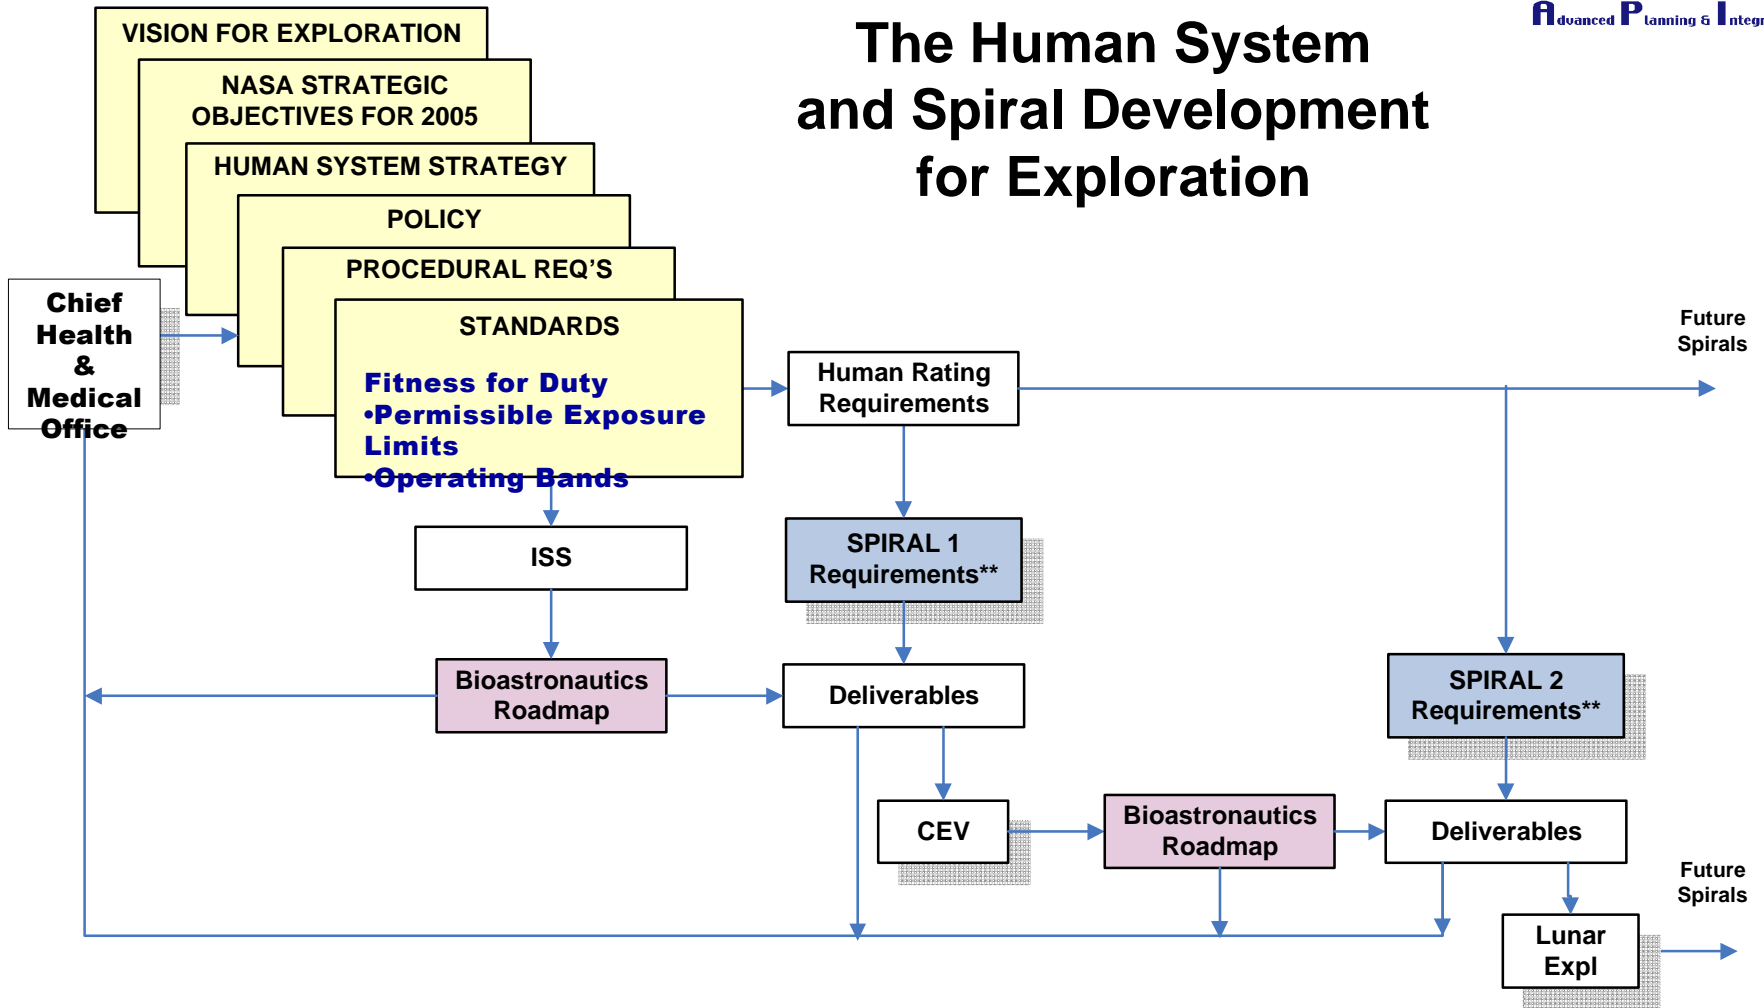 Advanced Planning & Integr
The Human System
and Spiral Development
for Exploration
VISION FOR EXPLORATION
NASA STRATEGIC
OBJECTIVES FOR 2005
HUMAN SYSTEM STRATEGY
POLICY
PROCEDURAL REQ'S
STANDARDS
Fitness for Duty
•Permissible Exposure
Limits
•Operating Bands
Chief
Health
&
Medical
Office
Human Rating
Requirements
Future
Spirals
ISS
SPIRAL 1
Requirements**
Bioastronautics
Roadmap
Deliverables
SPIRAL 2
Requirements**
CEV
Bioastronautics
Roadmap
Deliverables
Future
Spirals
Lunar
Expl